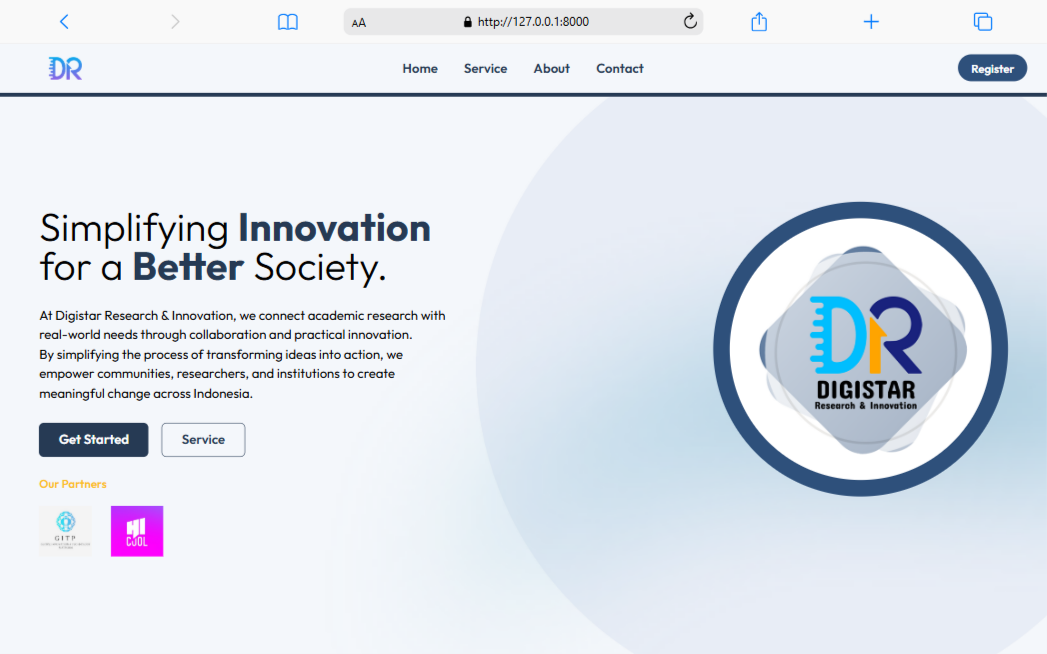 AA
http://127.0.0.1:8000
DR
Home
Service
About
Contact
Register
Simplifying Innovation
for a Better Society.
At Digistar Research & Innovation, we connect academic research with
real-world needs through collaboration and practical innovation.
By simplifying the process of transforming ideas into action, we
empower communities, researchers, and institutions to create
meaningful change across Indonesia.
DR
DIGISTAR
Research & Innovation
Get Started
Service
Our Partners
GITP
HI
COOL